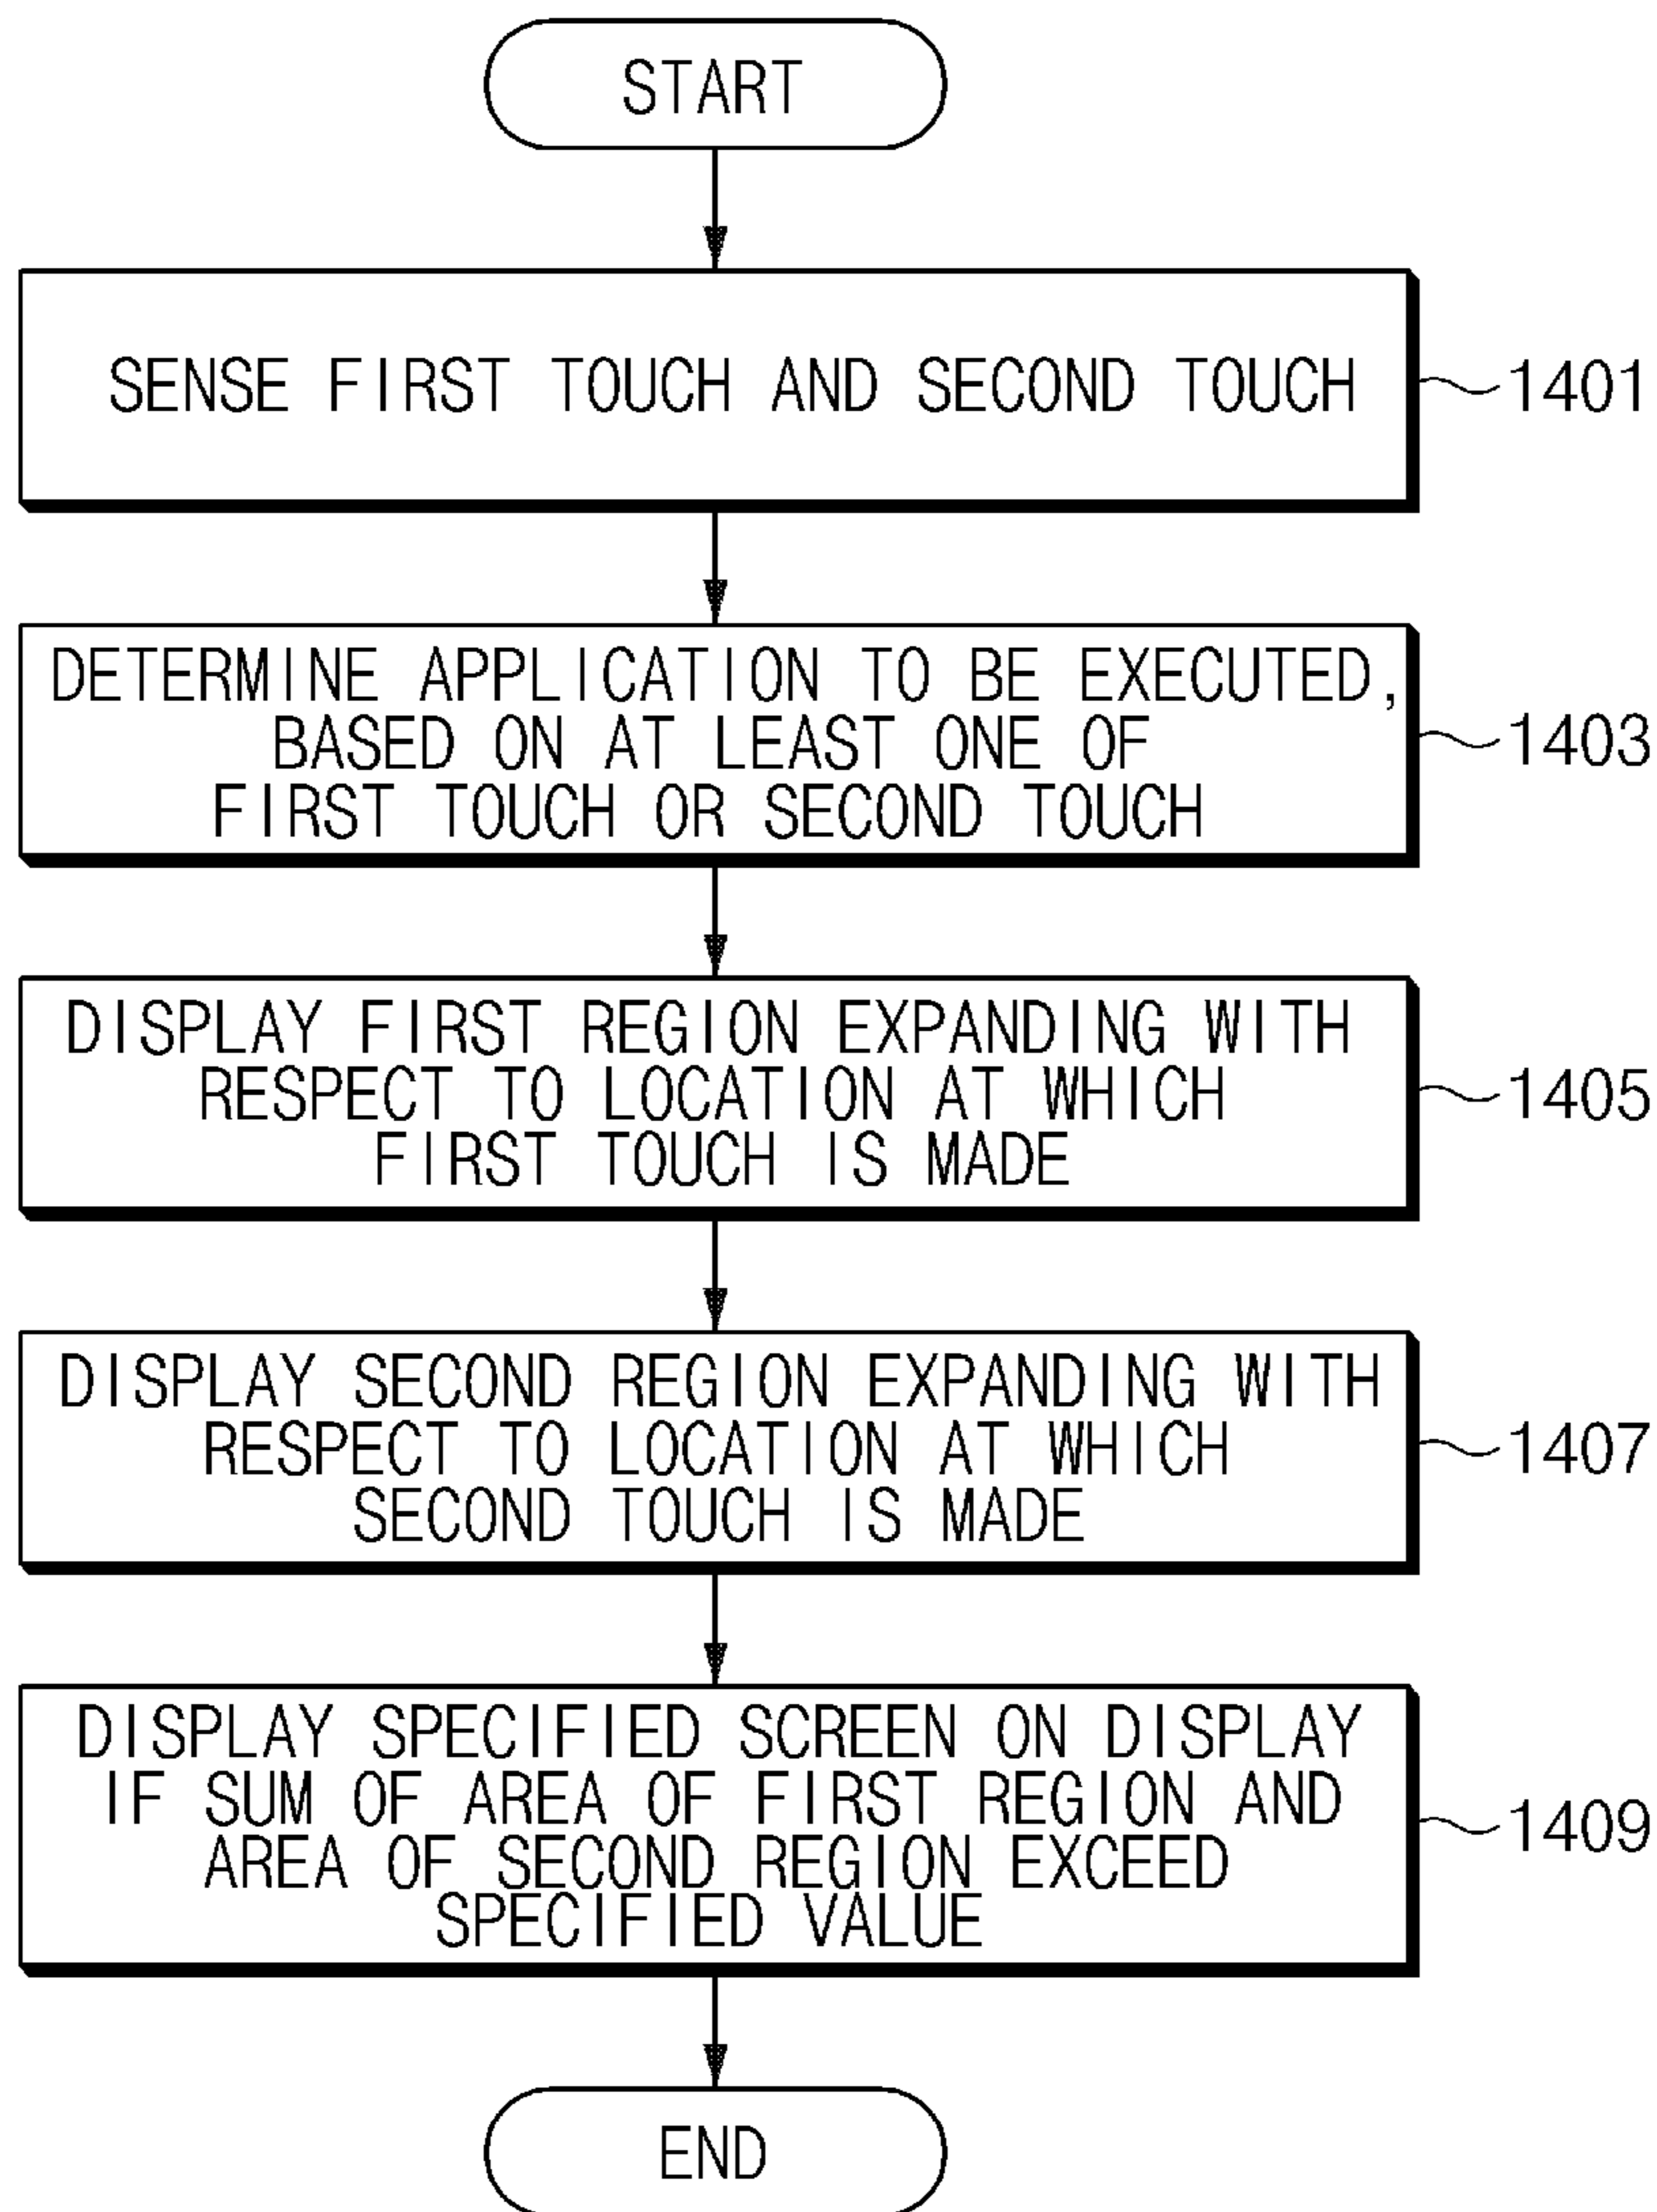 START
SENSE FIRST TOUCH AND SECOND TOUCH
1401
DETERMINE APPLICATION TO BE EXECUTED,
BASED ON AT LEAST ONE OF
FIRST TOUCH OR SECOND TOUCH
1403
DISPLAY FIRST REGION EXPANDING WITH
RESPECT TO LOCATION AT WHICH
FIRST TOUCH IS MADE
1405
DISPLAY SECOND REGION EXPANDING WITH
RESPECT TO LOCATION AT WHICH
SECOND TOUCH IS MADE
1407
DISPLAY SPECIFIED SCREEN ON DISPLAY
IF SUM OF AREA OF FIRST REGION AND
AREA OF SECOND REGION EXCEED
SPECIFIED VALUE
1409
END